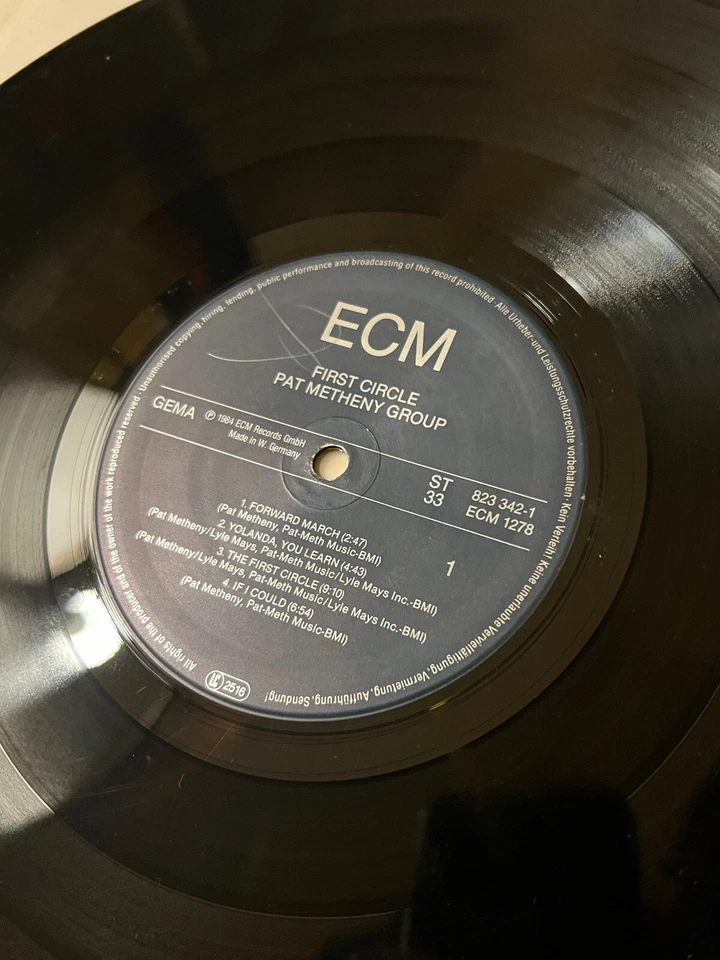 ECM
FIRST CIRCLE
PAT METHENY GROUP
GEMA
℗ 1984 ECM Records GmbH
Made in W. Germany
ST
33
823 342-1
ECM 1278
1
1. FORWARD MARCH (2:47)
(Pat Metheny, Pat-Meth Music-BMI)
2. YOLANDA, YOU LEARN (4:43)
(Pat Metheny/Lyle Mays, Pat-Meth Music/Lyle Mays Inc.-BMI)
3. THE FIRST CIRCLE (9:10)
(Pat Metheny/Lyle Mays, Pat-Meth Music/Lyle Mays Inc.-BMI)
4. IF I COULD (6:54)
(Pat Metheny, Pat-Meth Music-BMI)
All rights of the producer and of the owner of the work reproduced reserved. Unauthorised copying, hiring, lending, public performance and broadcasting of this record prohibited. Alle Urheber-und Leistungsschutzrechte vorbehalten · Kein Verleih! Keine unerlaubte Vervielfältigung, Vermietung, Aufführung, Sendung!
LC 2516